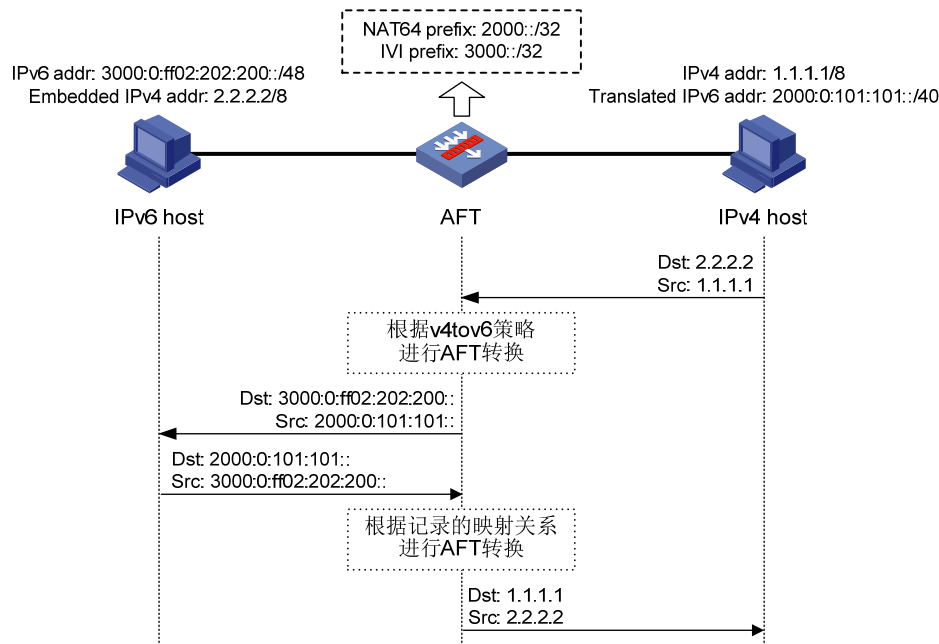 NAT64 prefix: 2000::/32
IVI prefix: 3000::/32
IPv6 addr: 3000:0:ff02:202:200::/48
Embedded IPv4 addr: 2.2.2.2/8
IPv4 addr: 1.1.1.1/8
Translated IPv6 addr: 2000:0:101:101::/40
IPv6 host
AFT
IPv4 host
Dst: 2.2.2.2
Src: 1.1.1.1
根据v4tov6策略
进行AFT转换
Dst: 3000:0:ff02:202:200::
Src: 2000:0:101:101::
Dst: 2000:0:101:101::
Src: 3000:0:ff02:202:200::
根据记录的映射关系
进行AFT转换
Dst: 1.1.1.1
Src: 2.2.2.2